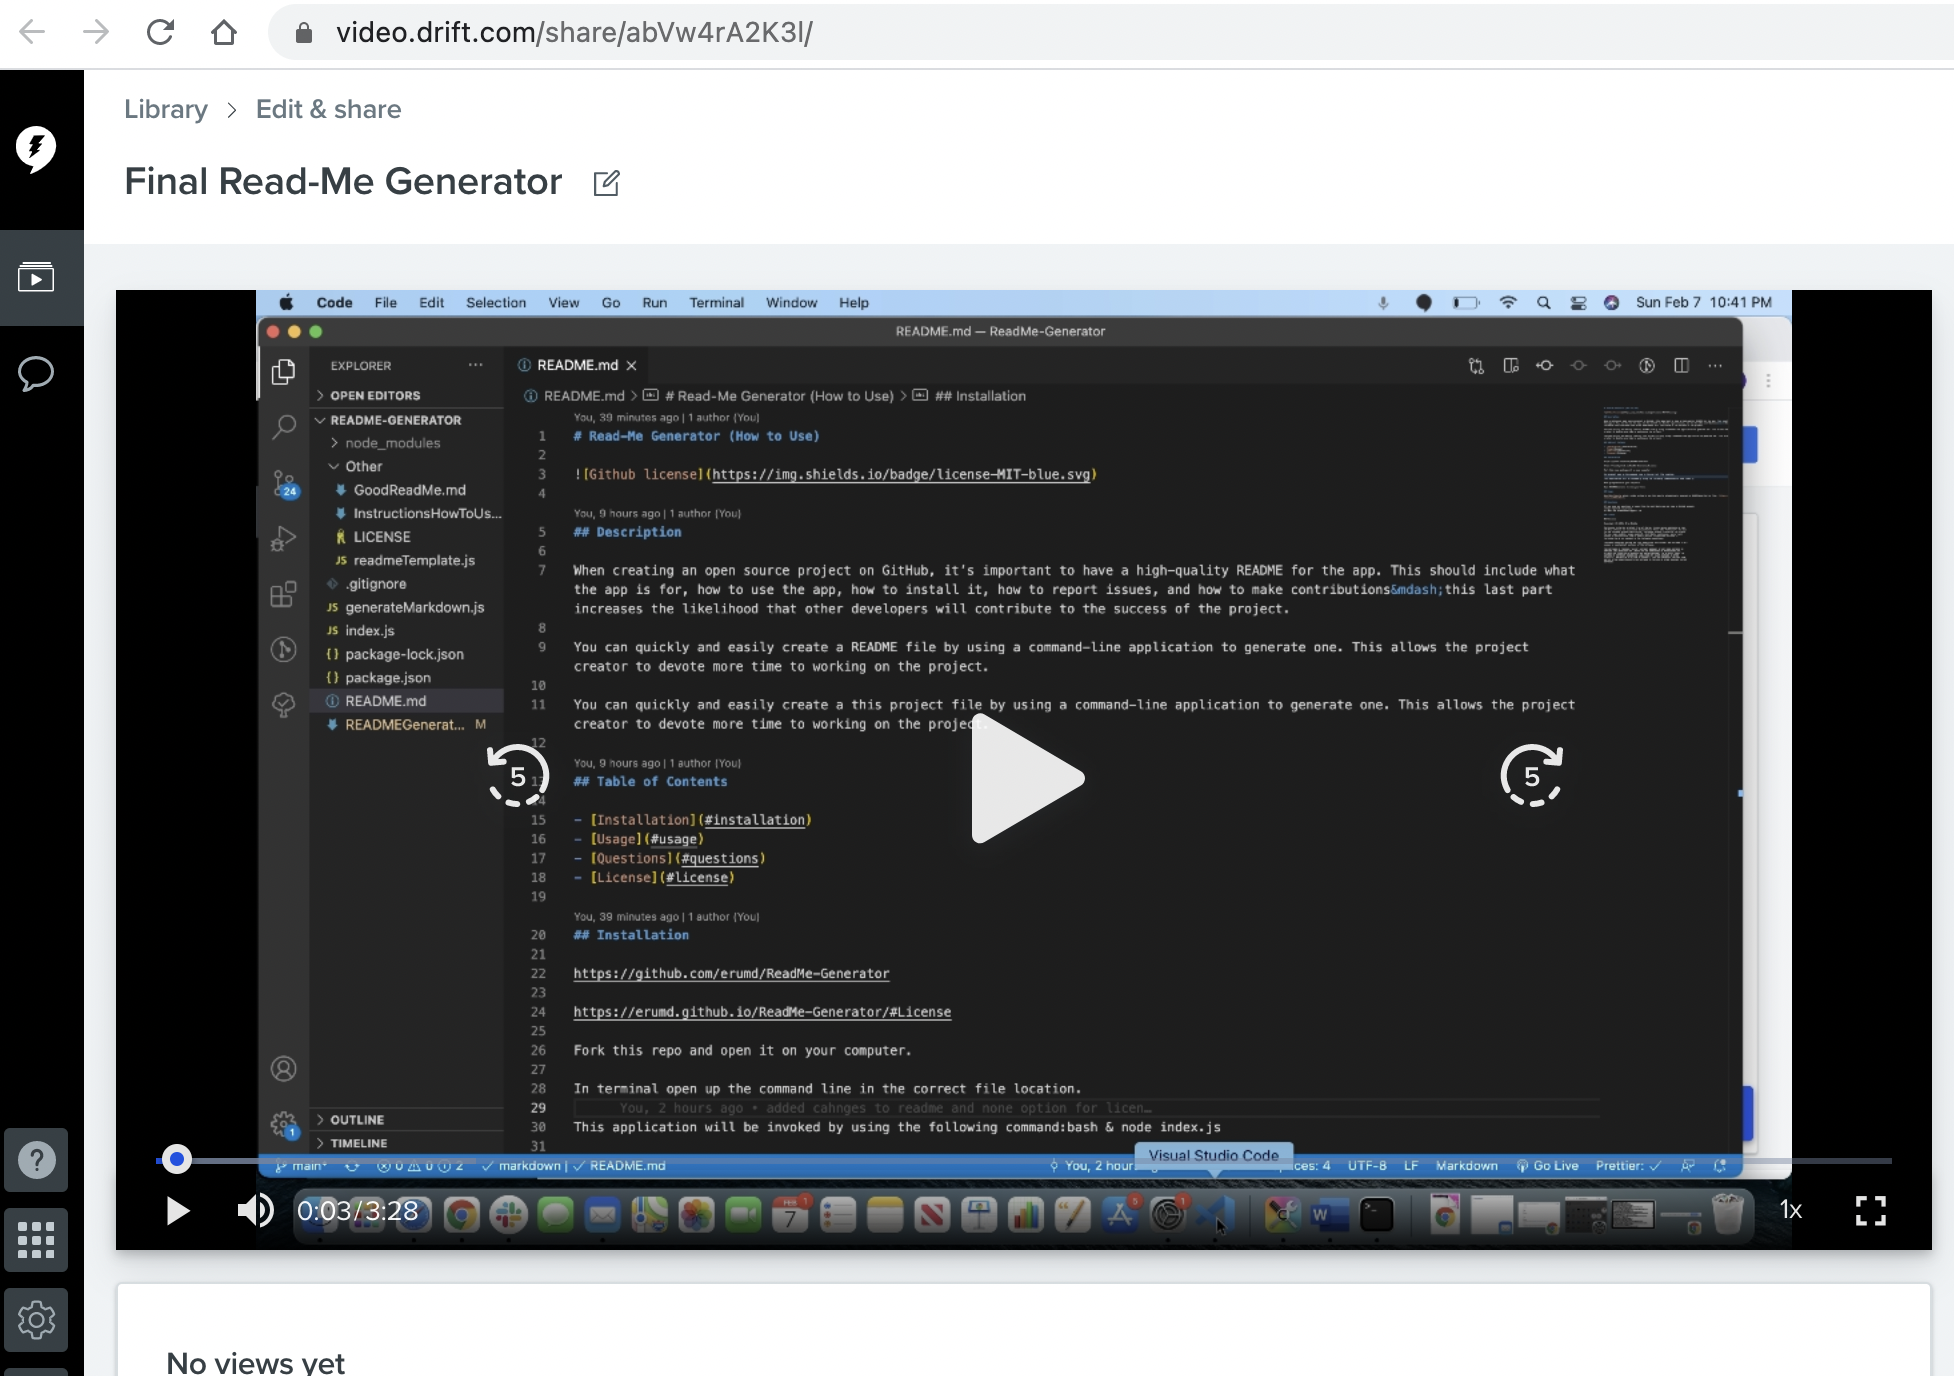 video.drift.com/share/abVw4rA2K3l/
Library > Edit & share
Final Read-Me Generator
Code File Edit Selection View Go Run Terminal Window Help
Sun Feb 7 10:41 PM
README.md — ReadMe-Generator
EXPLORER ···
OPEN EDITORS
README-GENERATOR
node_modules
Other
GoodReadMe.md
InstructionsHowToUs...
LICENSE
JS readmeTemplate.js
.gitignore
JS generateMarkdown.js
JS index.js
{} package-lock.json
{} package.json
README.md
READMEGenerat... M
OUTLINE
TIMELINE
24
1
README.md ×
README.md > # Read-Me Generator (How to Use) > ## Installation
You, 39 minutes ago | 1 author (You)
1 # Read-Me Generator (How to Use)
2
3 ![Github license](https://img.shields.io/badge/license-MIT-blue.svg)
4
You, 9 hours ago | 1 author (You)
5 ## Description
6
7 When creating an open source project on GitHub, it's important to have a high-quality README for the app. This should include what
the app is for, how to use the app, how to install it, how to report issues, and how to make contributions&mdash;this last part
increases the likelihood that other developers will contribute to the success of the project.
8
9 You can quickly and easily create a README file by using a command-line application to generate one. This allows the project
creator to devote more time to working on the project.
10
11 You can quickly and easily create a this project file by using a command-line application to generate one. This allows the project
creator to devote more time to working on the project.
12
You, 9 hours ago | 1 author (You)
13 ## Table of Contents
14
15 - [Installation](#installation)
16 - [Usage](#usage)
17 - [Questions](#questions)
18 - [License](#license)
19
You, 39 minutes ago | 1 author (You)
20 ## Installation
21
22 https://github.com/erumd/ReadMe-Generator
23
24 https://erumd.github.io/ReadMe-Generator/#License
25
26 Fork this repo and open it on your computer.
27
28 In terminal open up the command line in the correct file location.
29 You, 2 hours ago • added cahnges to readme and none option for licen…
30 This application will be invoked by using the following command:bash & node index.js
31
5
5
Visual Studio Code
main* 0 0 2 markdown | README.md
You, 2 hour
ces: 4 UTF-8 LF Markdown Go Live Prettier:
0:03/3:28
1x
7
1
5
1
W
?
No views yet